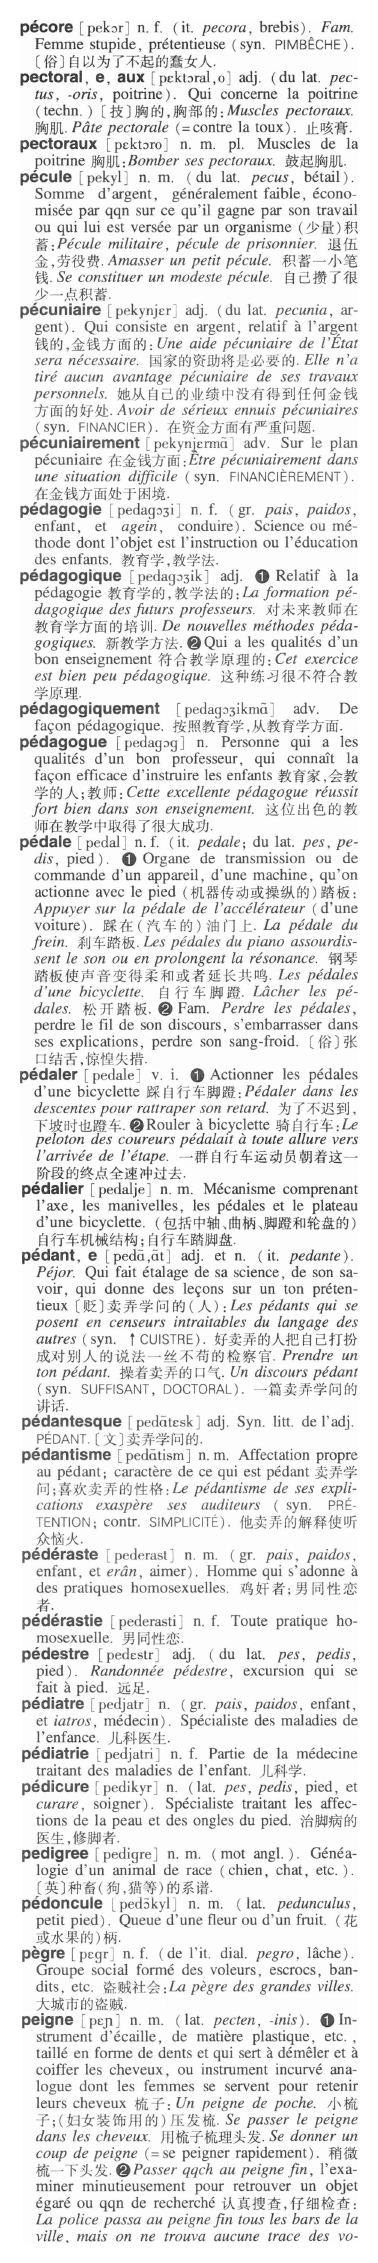 pécore [pekɔr] n. f. (it. pecora, brebis). Fam.
Femme stupide, prétentieuse (syn. PIMBÊCHE).
〔俗〕自以为了不起的蠢女人.
pectoral, e, aux [pɛktɔral,o] adj. (du lat. pec-
tus, -oris, poitrine). Qui concerne la poitrine
(techn.)〔技〕胸的,胸部的:Muscles pectoraux.
胸肌. Pâte pectorale (=contre la toux). 止咳膏.
pectoraux [pɛktɔro] n. m. pl. Muscles de la
poitrine 胸肌:Bomber ses pectoraux. 鼓起胸肌.
pécule [pekyl] n. m. (du lat. pecus, bétail).
Somme d'argent, généralement faible, écono-
misée par qqn sur ce qu'il gagne par son travail
ou qui lui est versée par un organisme (少量)积
蓄:Pécule militaire, pécule de prisonnier. 退伍
金,劳役费. Amasser un petit pécule. 积蓄一小笔
钱. Se constituer un modeste pécule. 自己攒了很
少一点积蓄.
pécuniaire [pekynjɛr] adj. (du lat. pecunia, ar-
gent). Qui consiste en argent, relatif à l'argent
钱的,金钱方面的:Une aide pécuniaire de l'État
sera nécessaire. 国家的资助将是必要的. Elle n'a
tiré aucun avantage pécuniaire de ses travaux
personnels. 她从自己的业绩中没有得到任何金钱
方面的好处. Avoir de sérieux ennuis pécuniaires
(syn. FINANCIER). 在资金方面有严重问题.
pécuniairement [pekynjɛrmɑ̃] adv. Sur le plan
pécuniaire 在金钱方面:Être pécuniairement dans
une situation difficile (syn. FINANCIÈREMENT).
在金钱方面处于困境.
pédagogie [pedagɔʒi] n. f. (gr. pais, paidos,
enfant, et agein, conduire). Science ou mé-
thode dont l'objet est l'instruction ou l'éducation
des enfants. 教育学,教学法.
pédagogique [pedagɔʒik] adj. ❶ Relatif à la
pédagogie 教育学的,教学法的:La formation pé-
dagogique des futurs professeurs. 对未来教师在
教育学方面的培训. De nouvelles méthodes péda-
gogiques. 新教学方法. ❷ Qui a les qualités d'un
bon enseignement 符合教学原理的:Cet exercice
est bien peu pédagogique. 这种练习很不符合教
学原理.
pédagogiquement [pedagɔʒikmɑ̃] adv. De
façon pédagogique. 按照教育学,从教育学方面.
pédagogue [pedagɔg] n. Personne qui a les
qualités d'un bon professeur, qui connaît la
façon efficace d'instruire les enfants 教育家,会教
学的人;教师:Cette excellente pédagogue réussit
fort bien dans son enseignement. 这位出色的教
师在教学中取得了很大成功.
pédale [pedal] n. f. (it. pedale; du lat. pes, pe-
dis, pied). ❶ Organe de transmission ou de
commande d'un appareil, d'une machine, qu'on
actionne avec le pied (机器传动或操纵的)踏板:
Appuyer sur la pédale de l'accélérateur (d'une
voiture). 踩在(汽车的)油门上. La pédale du
frein. 刹车踏板. Les pédales du piano assourdis-
sent le son ou en prolongent la résonance. 钢琴
踏板使声音变得柔和或者延长共鸣. Les pédales
d'une bicyclette. 自行车脚蹬. Lâcher les pé-
dales. 松开踏板. ❷ Fam. Perdre les pédales,
perdre le fil de son discours, s'embarrasser dans
ses explications, perdre son sang-froid. 〔俗〕张
口结舌,惊惶失措.
pédaler [pedale] v. i. ❶ Actionner les pédales
d'une bicyclette 踩自行车脚蹬:Pédaler dans les
descentes pour rattraper son retard. 为了不迟到,
下坡时也蹬车. ❷ Rouler à bicyclette 骑自行车:Le
peloton des coureurs pédalait à toute allure vers
l'arrivée de l'étape. 一群自行车运动员朝着这一
阶段的终点全速冲过去.
pédalier [pedalje] n. m. Mécanisme comprenant
l'axe, les manivelles, les pédales et le plateau
d'une bicyclette. (包括中轴、曲柄、脚蹬和轮盘的)
自行车机械结构;自行车踏脚盘.
pédant, e [pedɑ̃,ɑ̃t] adj. et n. (it. pedante).
Péjor. Qui fait étalage de sa science, de son sa-
voir, qui donne des leçons sur un ton préten-
tieux 〔贬〕卖弄学问的(人):Les pédants qui se
posent en censeurs intraitables du langage des
autres (syn. ↑CUISTRE). 好卖弄的人把自己打扮
成对别人的说法一丝不苟的检察官. Prendre un
ton pédant. 操着卖弄的口气. Un discours pédant
(syn. SUFFISANT, DOCTORAL). 一篇卖弄学问的
讲话.
pédantesque [pedɑ̃tɛsk] adj. Syn. litt. de l'adj.
PÉDANT. 〔文〕卖弄学问的.
pédantisme [pedɑ̃tism] n. m. Affectation propre
au pédant; caractère de ce qui est pédant 卖弄学
问;喜欢卖弄的性格:Le pédantisme de ses expli-
cations exaspère ses auditeurs (syn. PRÉ-
TENTION; contr. SIMPLICITÉ). 他卖弄的解释使听
众恼火.
pédéraste [pederast] n. m. (gr. pais, paidos,
enfant, et erân, aimer). Homme qui s'adonne à
des pratiques homosexuelles. 鸡奸者;男同性恋
者.
pédérastie [pederasti] n. f. Toute pratique ho-
mosexuelle. 男同性恋.
pédestre [pedɛstr] adj. (du lat. pes, pedis,
pied). Randonnée pédestre, excursion qui se
fait à pied. 远足.
pédiatre [pedjatr] n. (gr. pais, paidos, enfant,
et iatros, médecin). Spécialiste des maladies de
l'enfance. 儿科医生.
pédiatrie [pedjatri] n. f. Partie de la médecine
traitant des maladies de l'enfant. 儿科学.
pédicure [pedikyr] n. (lat. pes, pedis, pied, et
curare, soigner). Spécialiste traitant les affec-
tions de la peau et des ongles du pied. 治脚病的
医生,修脚者.
pedigree [pedigre] n. m. (mot angl.). Généa-
logie d'un animal de race (chien, chat, etc.).
〔英〕种畜(狗,猫等)的系谱.
pédoncule [pedɔ̃kyl] n. m. (lat. pedunculus,
petit pied). Queue d'une fleur ou d'un fruit. (花
或水果的)柄.
pègre [pɛgr] n. f. (de l'it. dial. pegro, lâche).
Groupe social formé des voleurs, escrocs, ban-
dits, etc. 盗贼社会:La pègre des grandes villes.
大城市的盗贼.
peigne [pɛɲ] n. m. (lat. pecten, -inis). ❶ In-
strument d'écaille, de matière plastique, etc.,
taillé en forme de dents et qui sert à démêler et à
coiffer les cheveux, ou instrument incurvé ana-
logue dont les femmes se servent pour retenir
leurs cheveux 梳子:Un peigne de poche. 小梳
子;(妇女装饰用的)压发梳. Se passer le peigne
dans les cheveux. 用梳子梳理头发. Se donner un
coup de peigne (=se peigner rapidement). 稍微
梳一下头发. ❷ Passer qqch au peigne fin, l'exa-
miner minutieusement pour retrouver un objet
égaré ou qqn de recherché 认真搜查,仔细检查:
La police passa au peigne fin tous les bars de la
ville, mais on ne trouva aucune trace des vo-